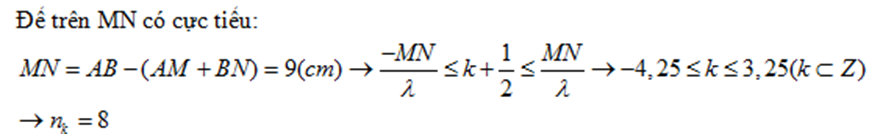 Để trên MN có cực tiểu:
MN = AB − (AM + BN) = 9(cm) → −MN/λ ≤ k + 1/2 ≤ MN/λ → −4,25 ≤ k ≤ 3,25(k ⊂ Z)
→ n_k = 8